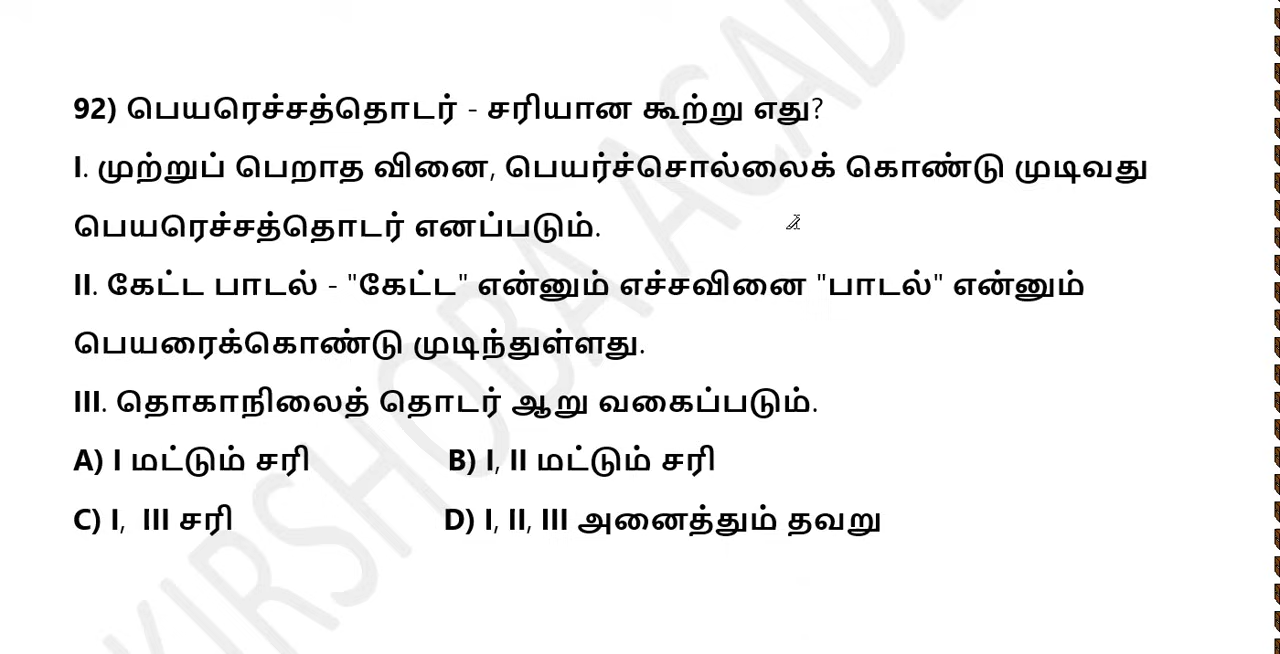 92) பெயரெச்சத்தொடர் - சரியான கூற்று எது?
I. முற்றுப் பெறாத வினை, பெயர்ச்சொல்லைக் கொண்டு முடிவது
பெயரெச்சத்தொடர் எனப்படும்.
II. கேட்ட பாடல் - "கேட்ட" என்னும் எச்சவினை "பாடல்" என்னும்
பெயரைக்கொண்டு முடிந்துள்ளது.
III. தொகாநிலைத் தொடர் ஆறு வகைப்படும்.
A) I மட்டும் சரி B) I, II மட்டும் சரி
C) I, III சரி D) I, II, III அனைத்தும் தவறு
KIRSHOBA ACADE